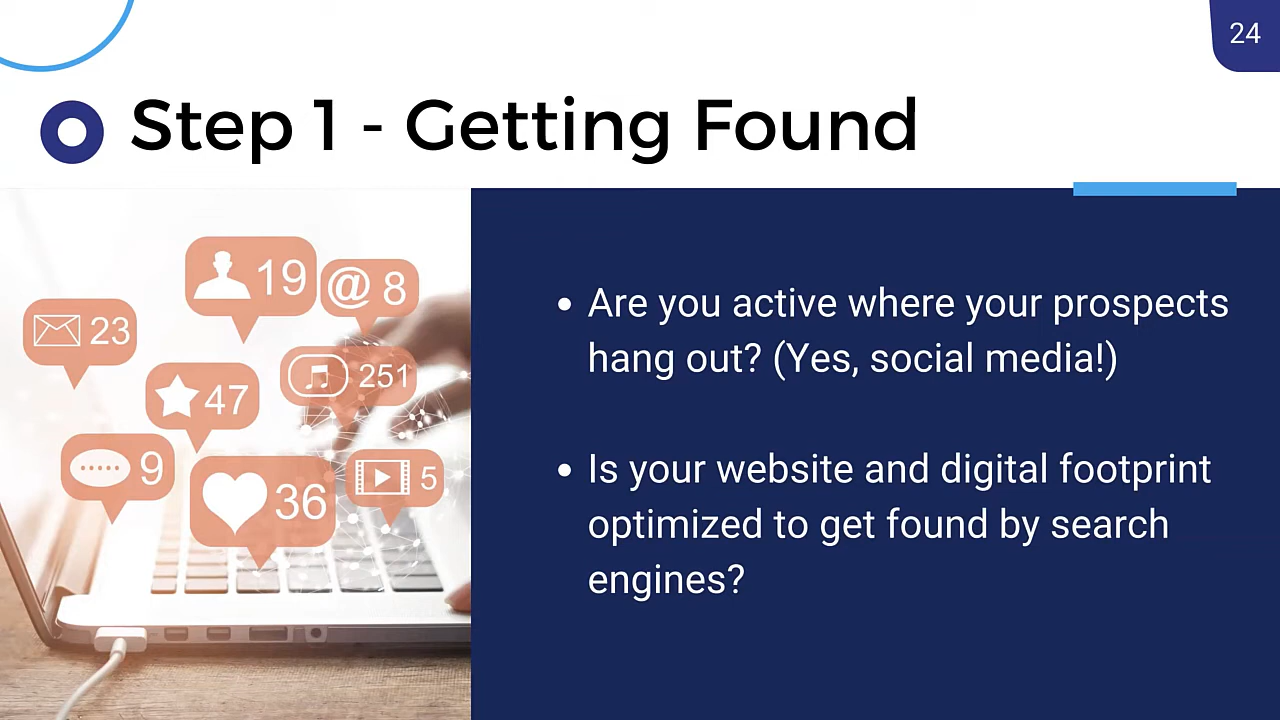 24
Step 1 - Getting Found
19
@ 8
23
251
47
9
36
5
• Are you active where your prospects
hang out? (Yes, social media!)
• Is your website and digital footprint
optimized to get found by search
engines?